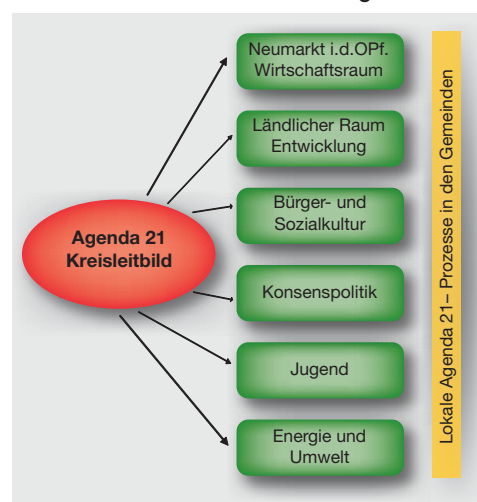 Neumarkt i.d.OPf.
Wirtschaftsraum
Ländlicher Raum
Entwicklung
Bürger- und
Sozialkultur
Agenda 21
Kreisleitbild
Konsenspolitik
Jugend
Energie und
Umwelt
Lokale Agenda 21– Prozesse in den Gemeinden